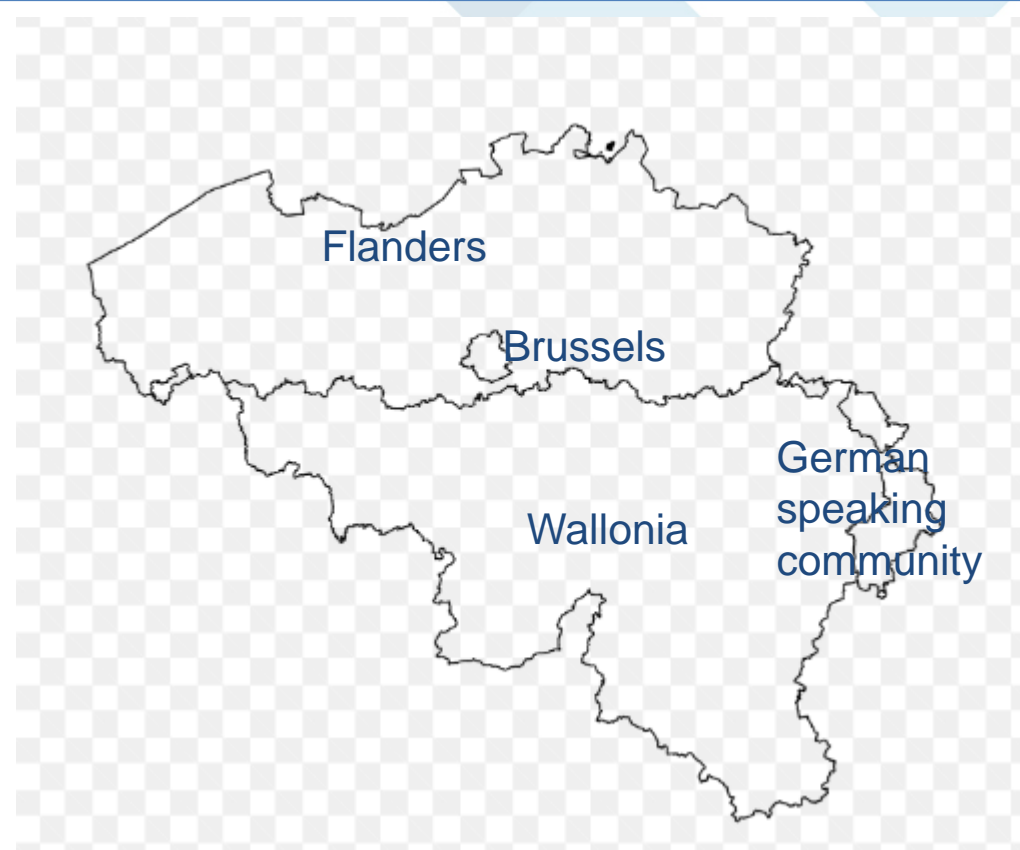 Flanders
Brussels
German
speaking
community
Wallonia